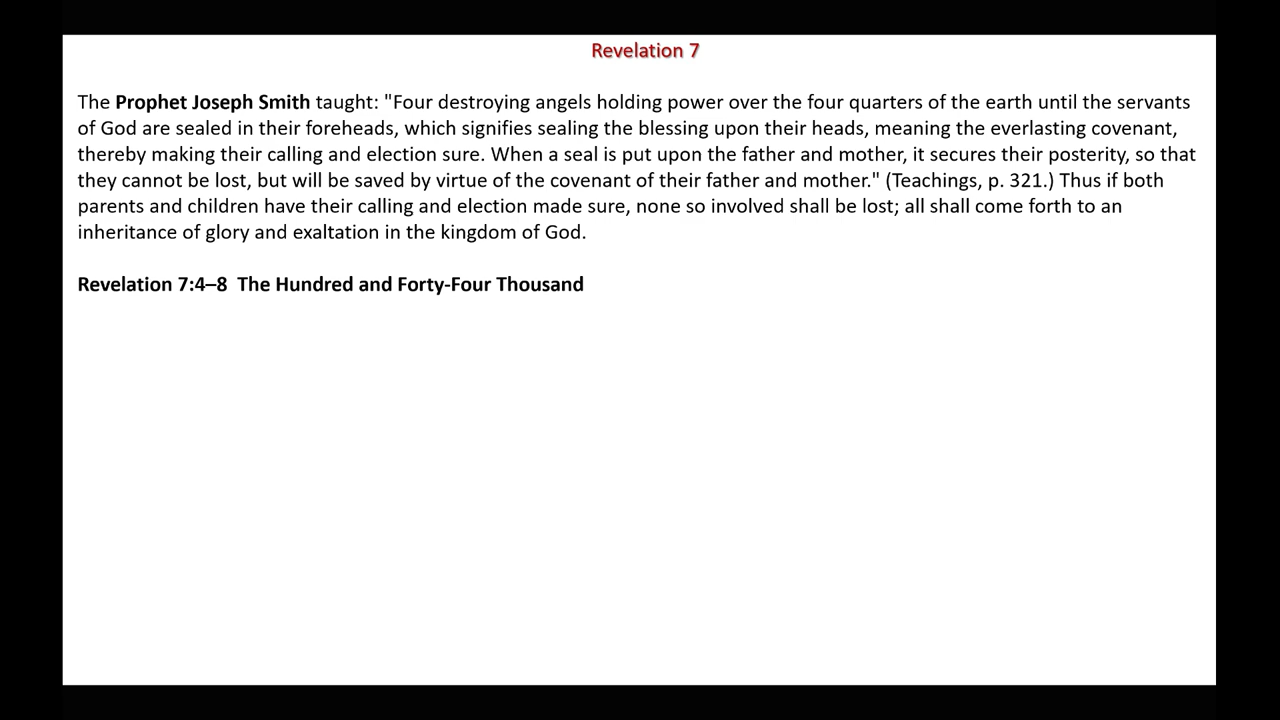 Revelation 7
The Prophet Joseph Smith taught: "Four destroying angels holding power over the four quarters of the earth until the servants
of God are sealed in their foreheads, which signifies sealing the blessing upon their heads, meaning the everlasting covenant,
thereby making their calling and election sure. When a seal is put upon the father and mother, it secures their posterity, so that
they cannot be lost, but will be saved by virtue of the covenant of their father and mother." (Teachings, p. 321.) Thus if both
parents and children have their calling and election made sure, none so involved shall be lost; all shall come forth to an
inheritance of glory and exaltation in the kingdom of God.
Revelation 7:4–8  The Hundred and Forty-Four Thousand